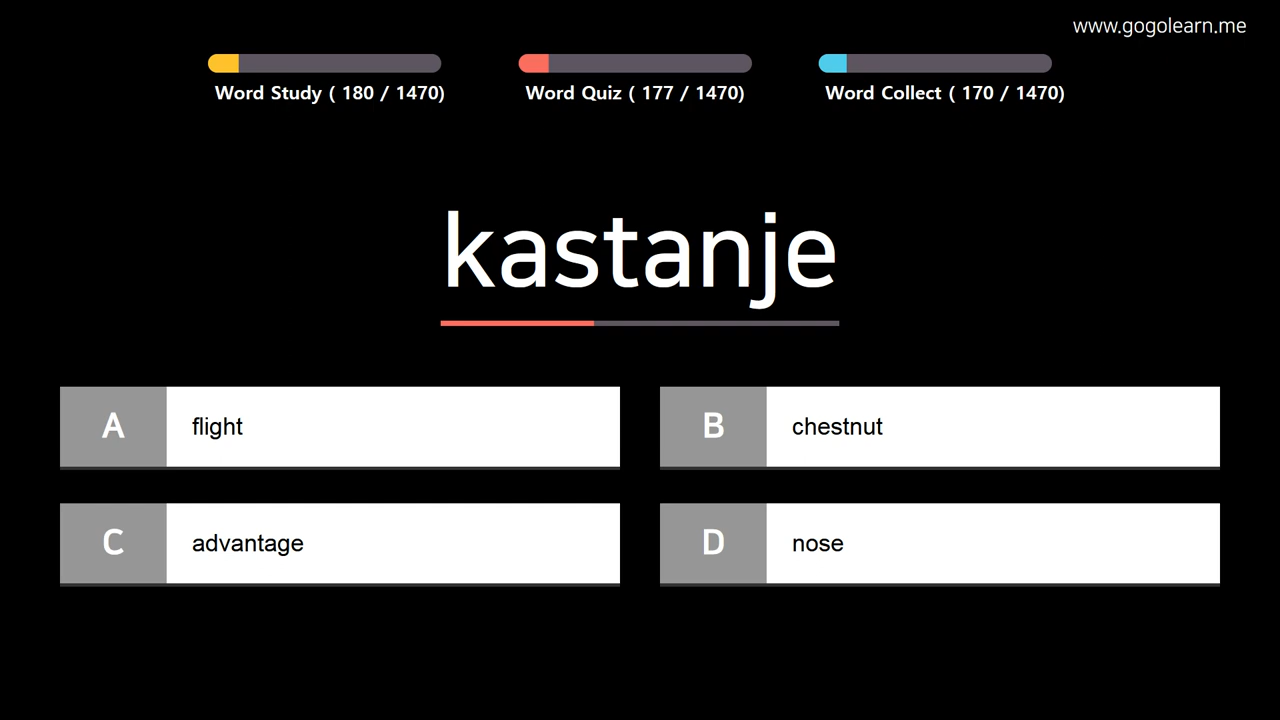 www.gogolearn.me
Word Study ( 180 / 1470)
Word Quiz ( 177 / 1470)
Word Collect ( 170 / 1470)
kastanje
A flight
B chestnut
C advantage
D nose